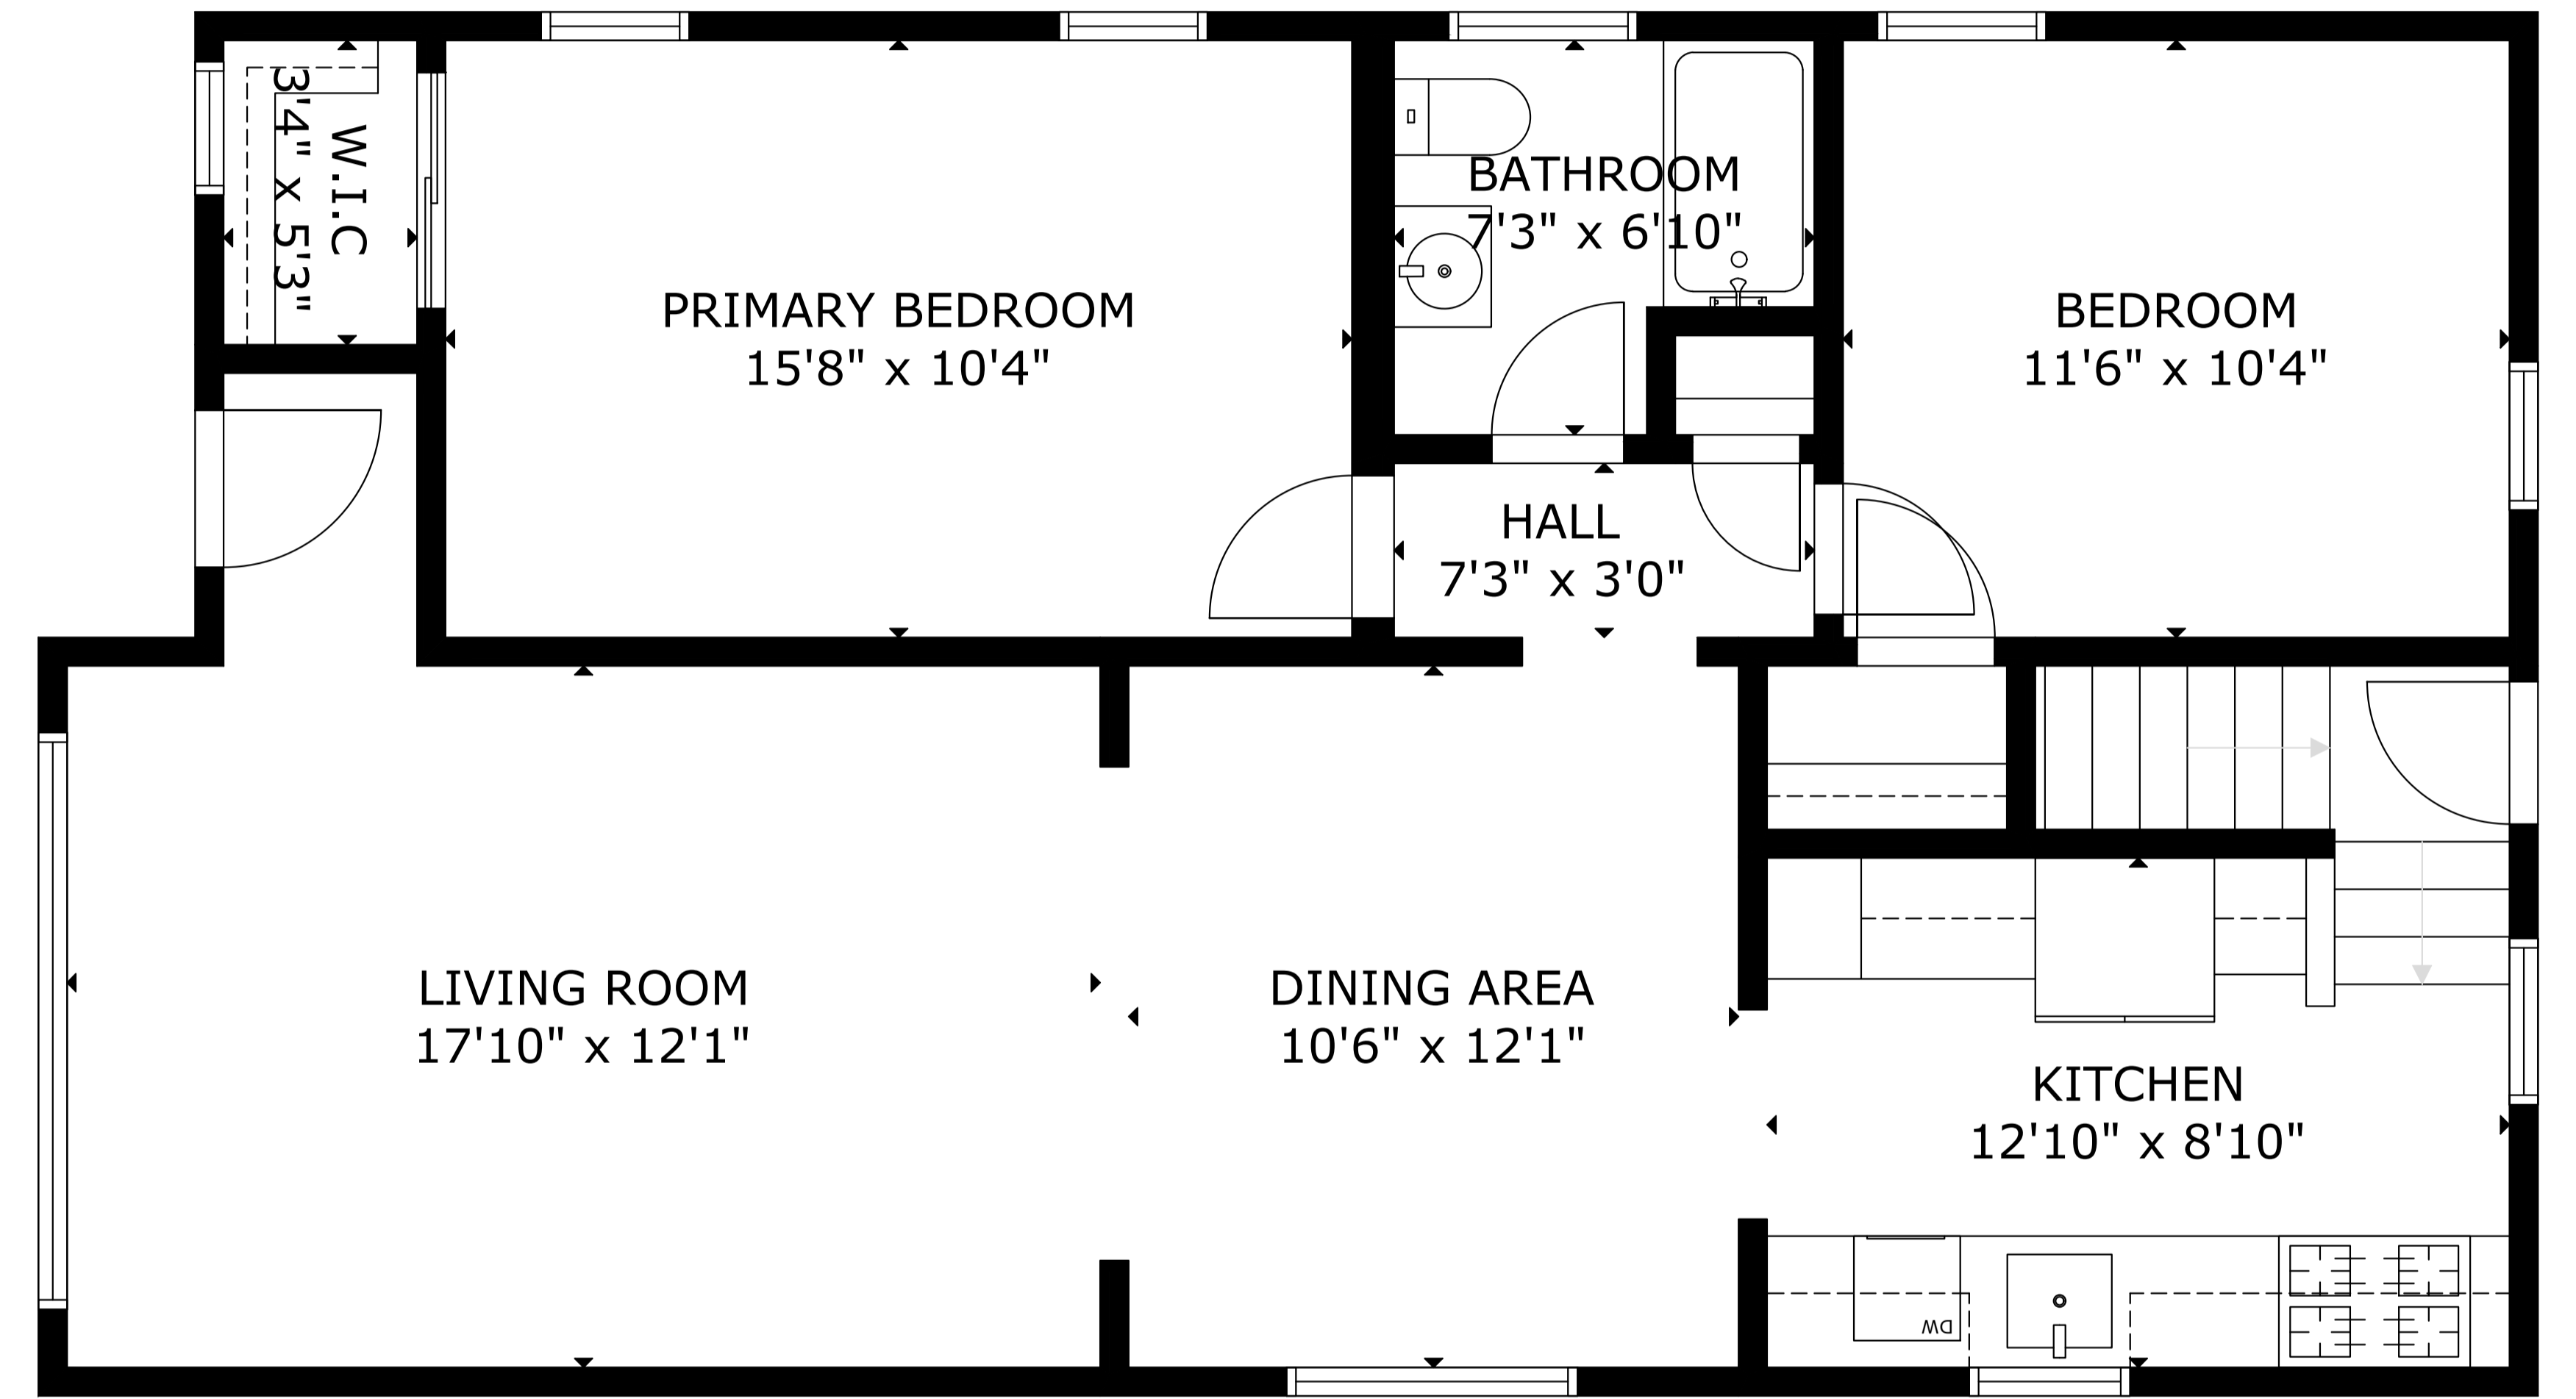 W.I.C
3'4" x 5'3"
PRIMARY BEDROOM
15'8" x 10'4"
BATHROOM
7'3" x 6'10"
BEDROOM
11'6" x 10'4"
HALL
7'3" x 3'0"
LIVING ROOM
17'10" x 12'1"
DINING AREA
10'6" x 12'1"
KITCHEN
12'10" x 8'10"
DW